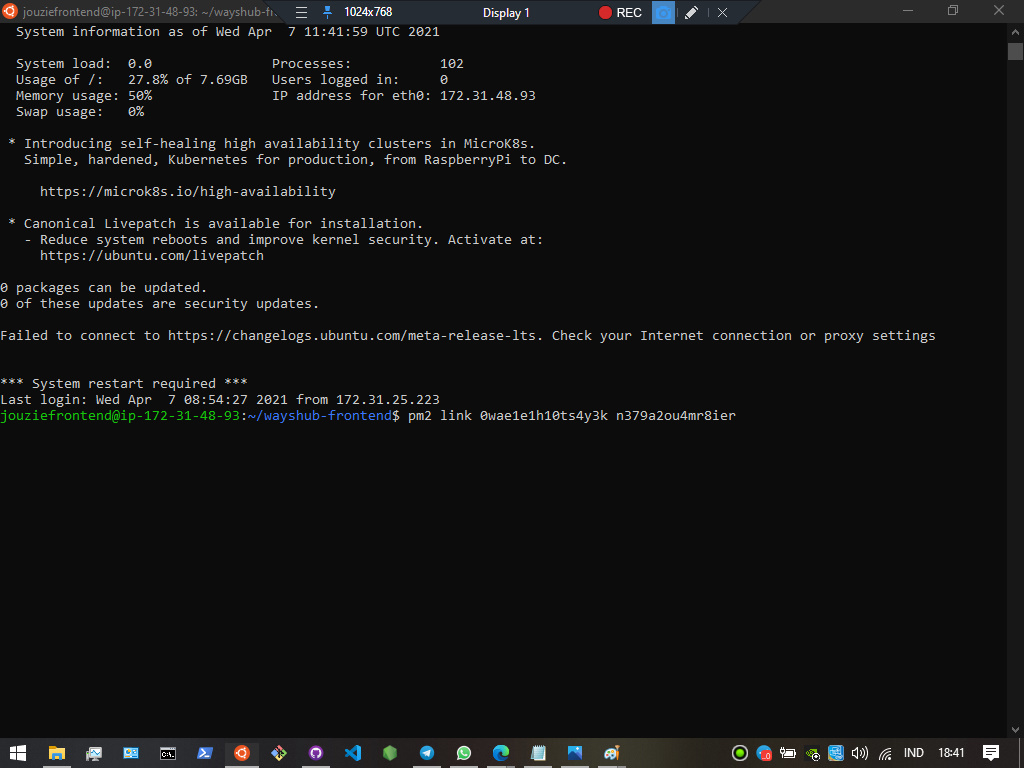 jouziefrontend@ip-172-31-48-93: ~/wayshub-fr
1024x768
Display 1
REC
System information as of Wed Apr  7 11:41:59 UTC 2021
System load:  0.0                Processes:           102
Usage of /:   27.8% of 7.69GB   Users logged in:     0
Memory usage: 50%               IP address for eth0: 172.31.48.93
Swap usage:   0%
* Introducing self-healing high availability clusters in MicroK8s.
Simple, hardened, Kubernetes for production, from RaspberryPi to DC.
https://microk8s.io/high-availability
* Canonical Livepatch is available for installation.
- Reduce system reboots and improve kernel security. Activate at:
https://ubuntu.com/livepatch
0 packages can be updated.
0 of these updates are security updates.
Failed to connect to https://changelogs.ubuntu.com/meta-release-lts. Check your Internet connection or proxy settings
*** System restart required ***
Last login: Wed Apr  7 08:54:27 2021 from 172.31.25.223
jouziefrontend@ip-172-31-48-93:~/wayshub-frontend$ pm2 link 0wae1e1h10ts4y3k n379a2ou4mr8ier
IND
18:41